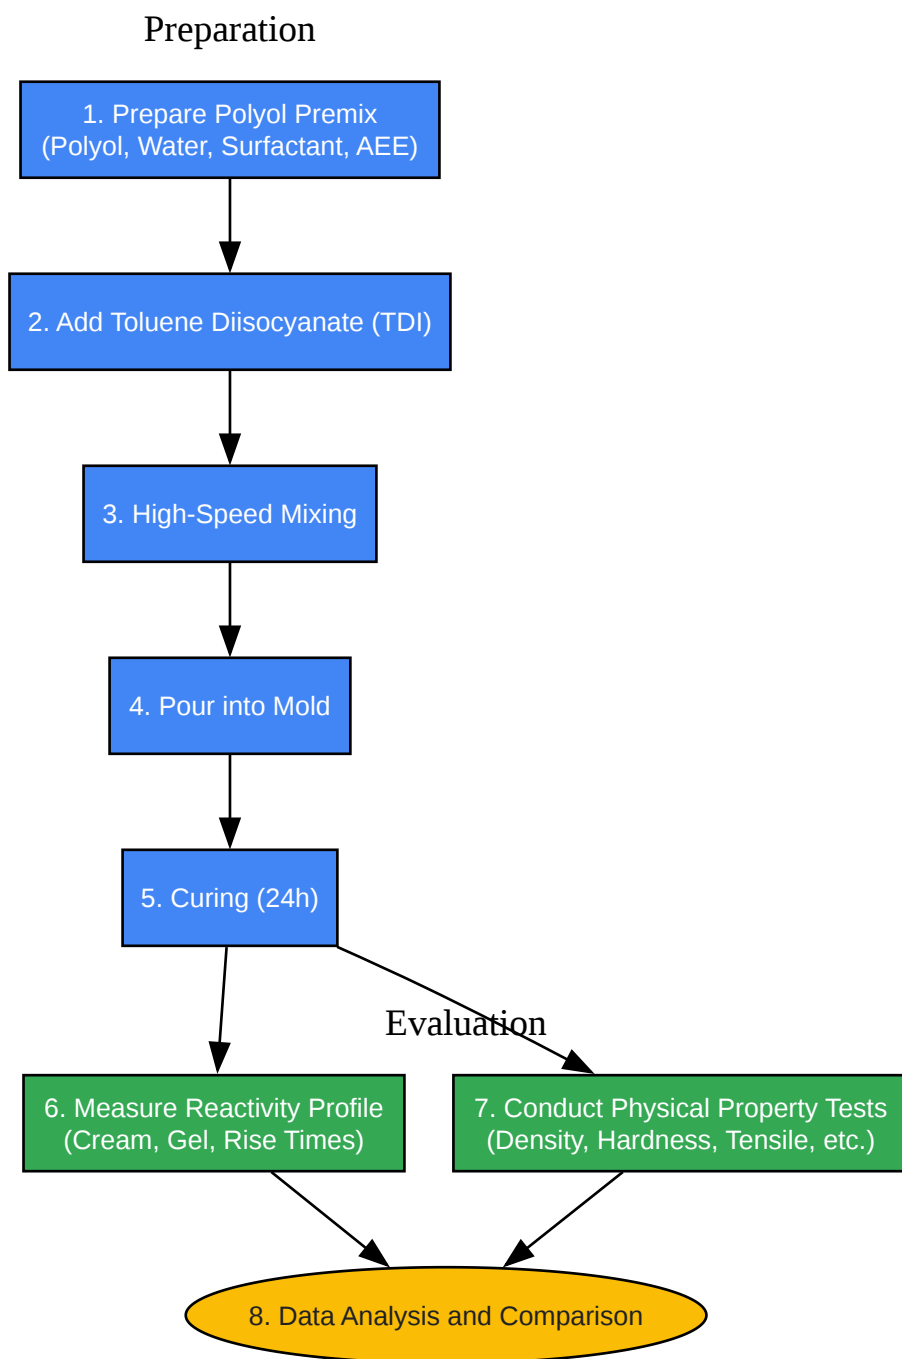 Preparation
1. Prepare Polyol Premix
(Polyol, Water, Surfactant, AEE)
2. Add Toluene Diisocyanate (TDI)
3. High-Speed Mixing
4. Pour into Mold
5. Curing (24h)
Evaluation
6. Measure Reactivity Profile
(Cream, Gel, Rise Times)
7. Conduct Physical Property Tests
(Density, Hardness, Tensile, etc.)
8. Data Analysis and Comparison